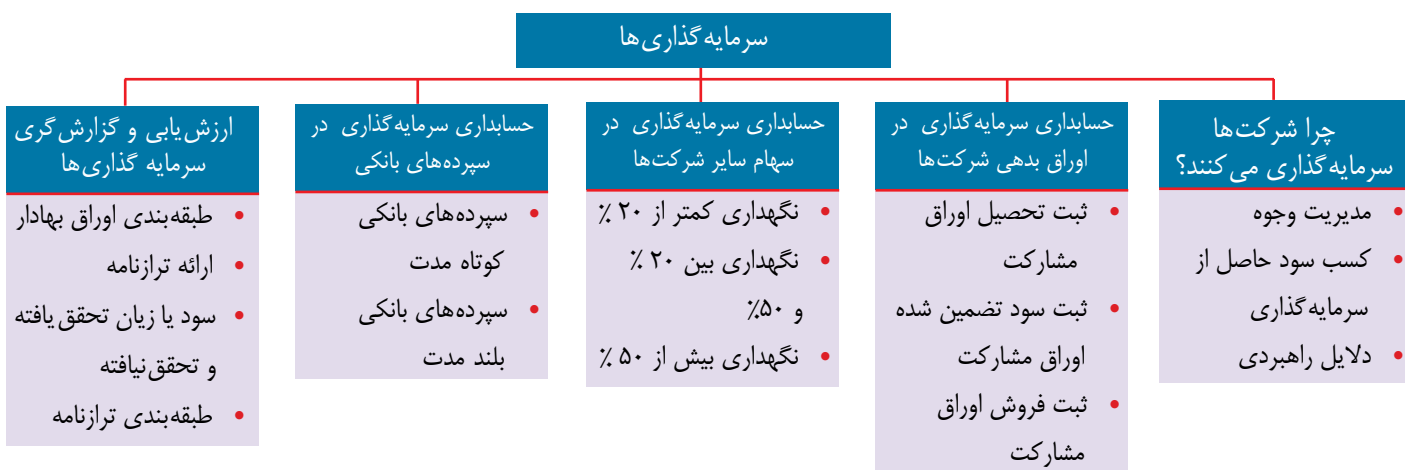 سرمایه‌گذاری‌ها
چرا شرکت‌ها
سرمایه‌گذاری می‌کنند؟
• مدیریت وجوه
• کسب سود حاصل از
سرمایه‌گذاری
• دلایل راهبردی
حسابداری سرمایه‌گذاری در
اوراق بدهی شرکت‌ها
• ثبت تحصیل اوراق
مشارکت
• ثبت سود تضمین شده
اوراق مشارکت
• ثبت فروش اوراق
مشارکت
حسابداری سرمایه‌گذاری در
سهام سایر شرکت‌ها
• نگهداری کمتر از ۲۰ ٪
• نگهداری بین ۲۰ ٪
و ۵۰٪
• نگهداری بیش از ۵۰ ٪
حسابداری سرمایه‌گذاری در
سپرده‌های بانکی
• سپرده‌های بانکی
کوتاه مدت
• سپرده‌های بانکی
بلند مدت
ارزش‌یابی و گزارش‌گری
سرمایه گذاری‌ها
• طبقه‌بندی اوراق بهادار
• ارائه ترازنامه
• سود یا زیان تحقق‌یافته
و تحقق‌نیافته
• طبقه‌بندی ترازنامه